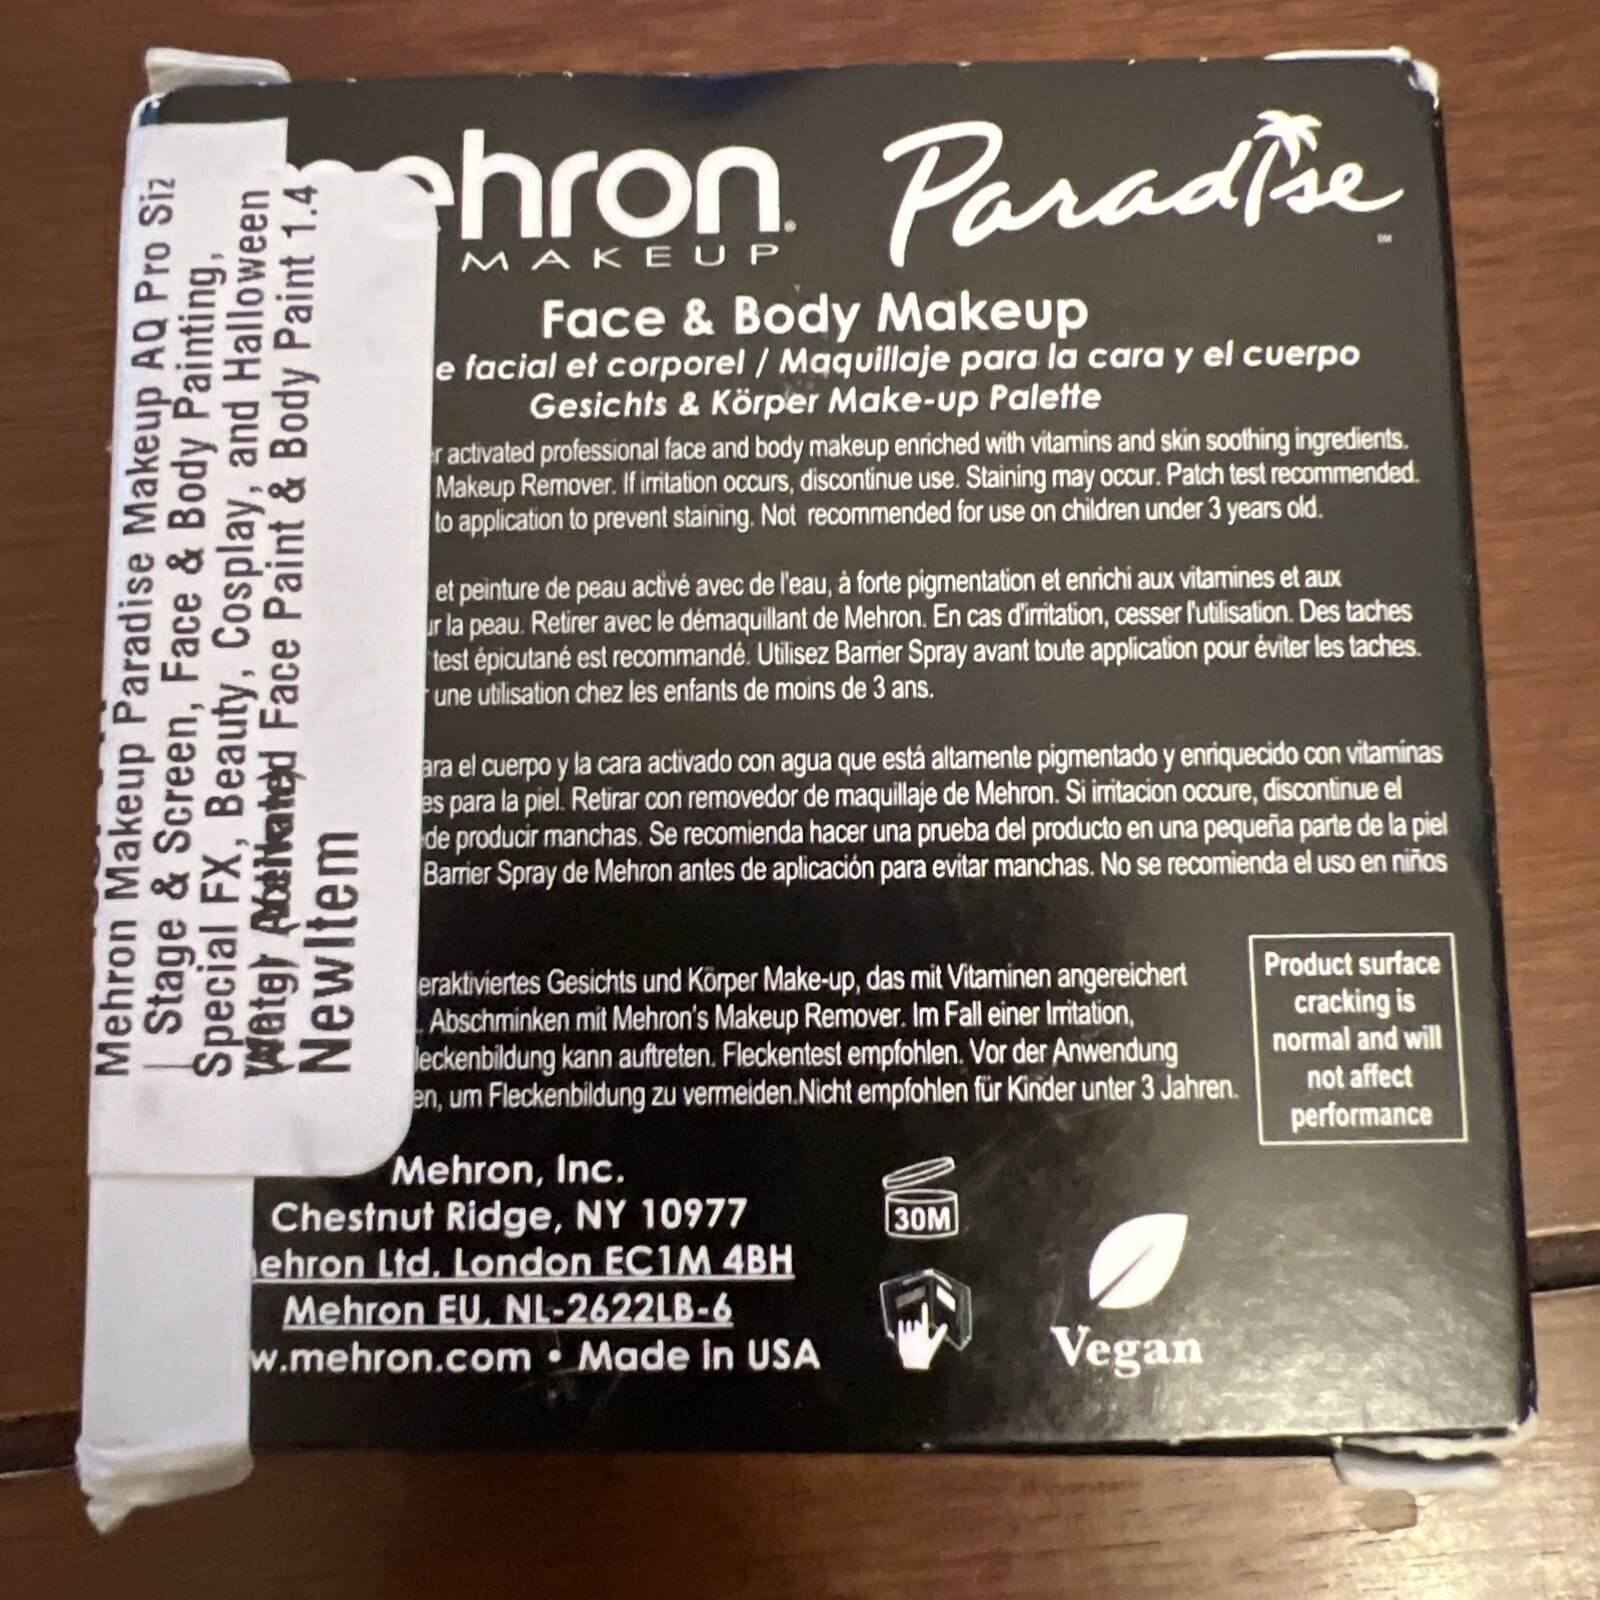 mehron
MAKEUP
Paradise
™
Face & Body Makeup
e facial et corporel / Maquillaje para la cara y el cuerpo
Gesichts & Körper Make-up Palette
r activated professional face and body makeup enriched with vitamins and skin soothing ingredients.
Makeup Remover. If irritation occurs, discontinue use. Staining may occur. Patch test recommended.
to application to prevent staining. Not recommended for use on children under 3 years old.
et peinture de peau activé avec de l'eau, à forte pigmentation et enrichi aux vitamines et aux
ur la peau. Retirer avec le démaquillant de Mehron. En cas d'irritation, cesser l'utilisation. Des taches
test épicutané est recommandé. Utilisez Barrier Spray avant toute application pour éviter les taches.
une utilisation chez les enfants de moins de 3 ans.
ara el cuerpo y la cara activado con agua que está altamente pigmentado y enriquecido con vitaminas
es para la piel. Retirar con removedor de maquillaje de Mehron. Si irritacion occure, discontinue el
de producir manchas. Se recomienda hacer una prueba del producto en una pequeña parte de la piel
Barrier Spray de Mehron antes de aplicación para evitar manchas. No se recomienda el uso en niños
eraktiviertes Gesichts und Körper Make-up, das mit Vitaminen angereichert
. Abschminken mit Mehron's Makeup Remover. Im Fall einer Irritation,
leckenbildung kann auftreten. Fleckentest empfohlen. Vor der Anwendung
en, um Fleckenbildung zu vermeiden.Nicht empfohlen für Kinder unter 3 Jahren.
Product surface
cracking is
normal and will
not affect
performance
Mehron, Inc.
Chestnut Ridge, NY 10977
ehron Ltd. London EC1M 4BH
Mehron EU, NL-2622LB-6
w.mehron.com • Made in USA
30M
Vegan
Mehron Makeup Paradise Makeup AQ Pro Siz
Stage & Screen, Face & Body Painting,
Special FX, Beauty, Cosplay, and Halloween
Face Paint & Body Paint 1.4
NewItem